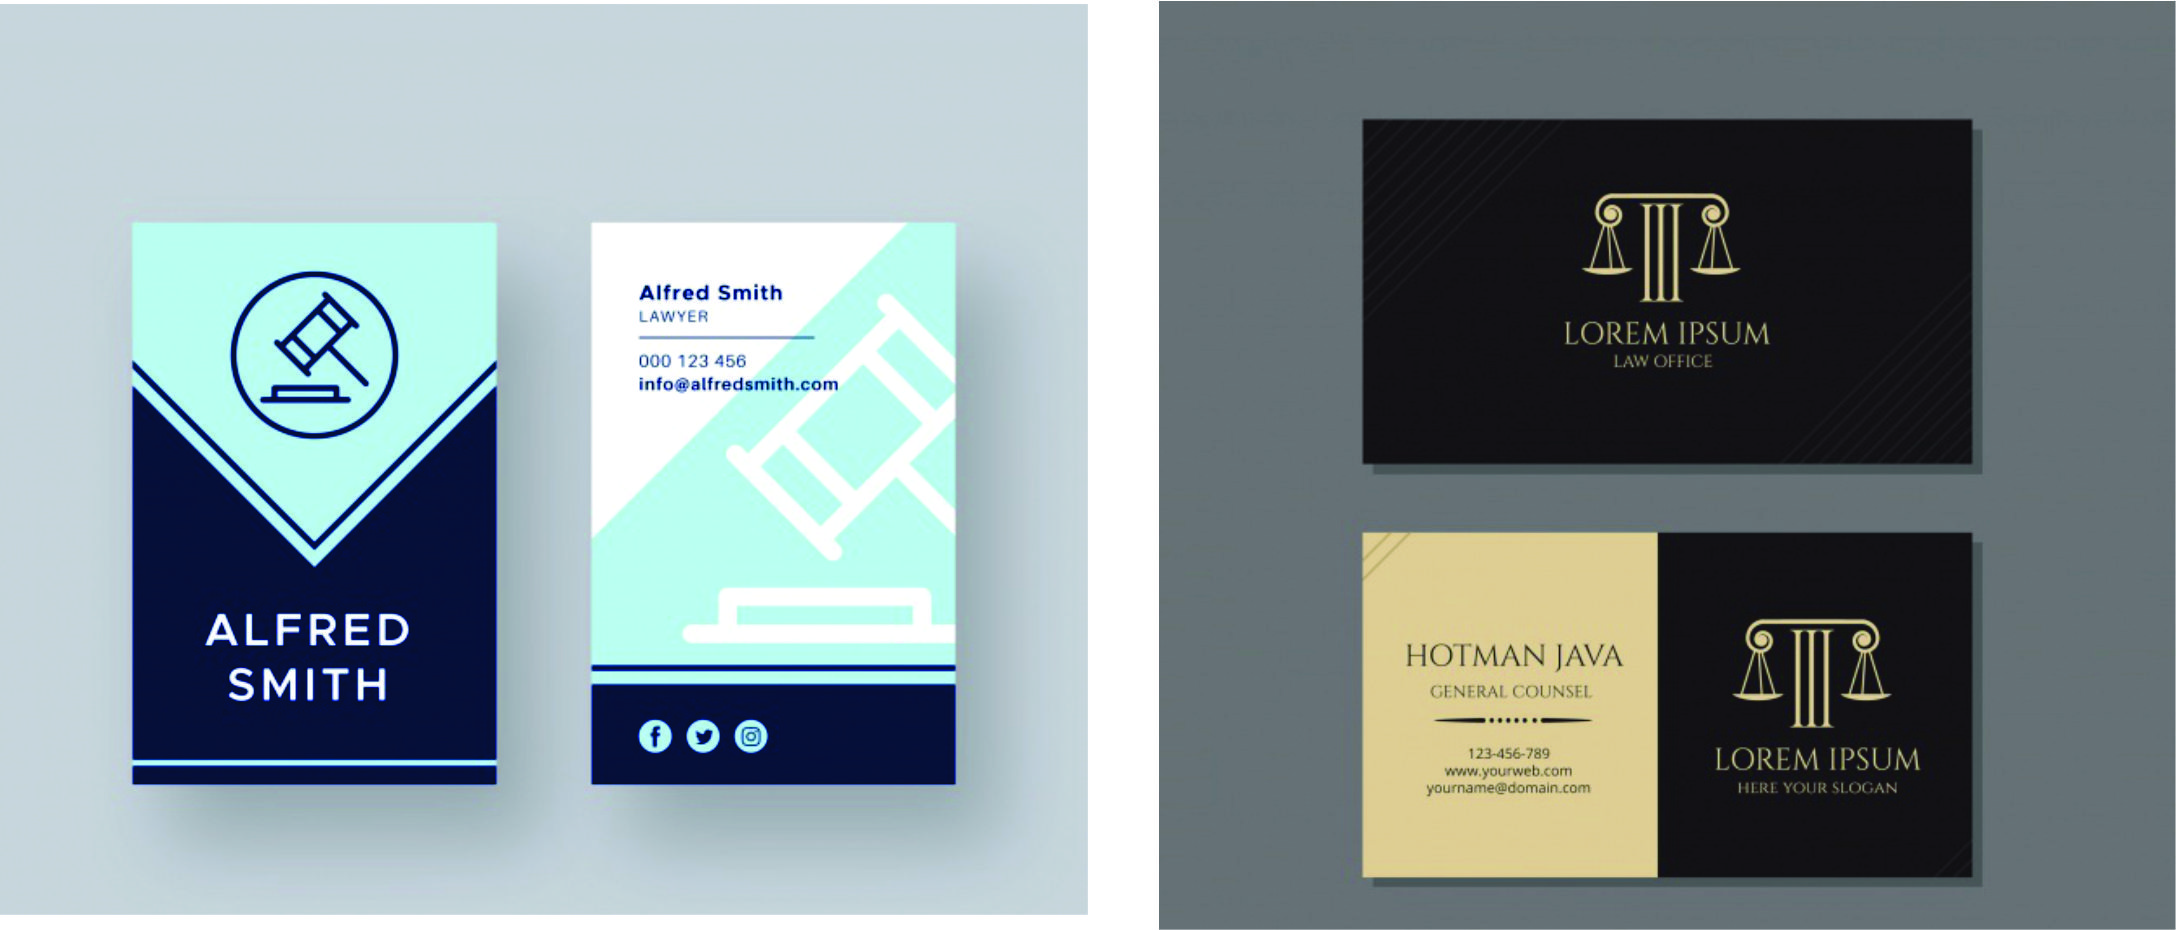 ALFRED
SMITH
Alfred Smith
LAWYER
000 123 456
info@alfredsmith.com
LOREM IPSUM
LAW OFFICE
HOTMAN JAVA
GENERAL COUNSEL
123-456-789
www.yourweb.com
yourname@domain.com
LOREM IPSUM
HERE YOUR SLOGAN